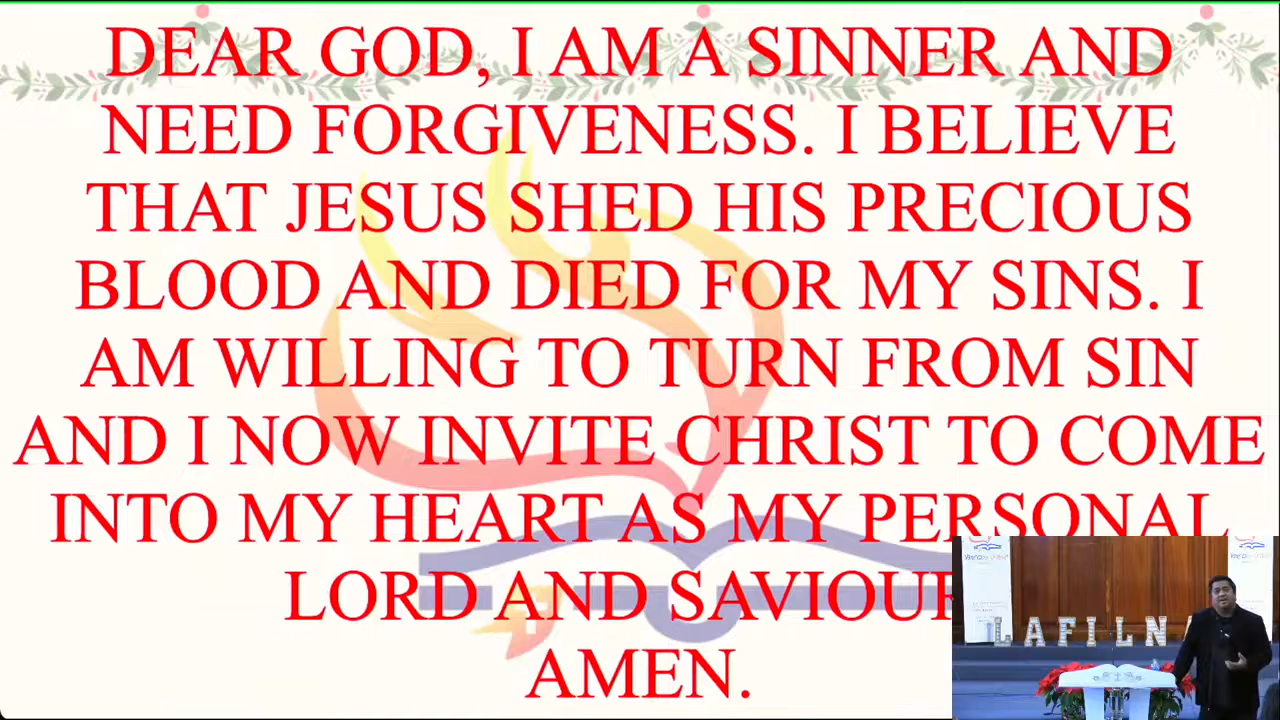 DEAR GOD, I AM A SINNER AND
NEED FORGIVENESS. I BELIEVE
THAT JESUS SHED HIS PRECIOUS
BLOOD AND DIED FOR MY SINS. I
AM WILLING TO TURN FROM SIN
AND I NOW INVITE CHRIST TO COME
INTO MY HEART AS MY PERSONAL
LORD AND SAVIOUR
AMEN.
LAFILNA